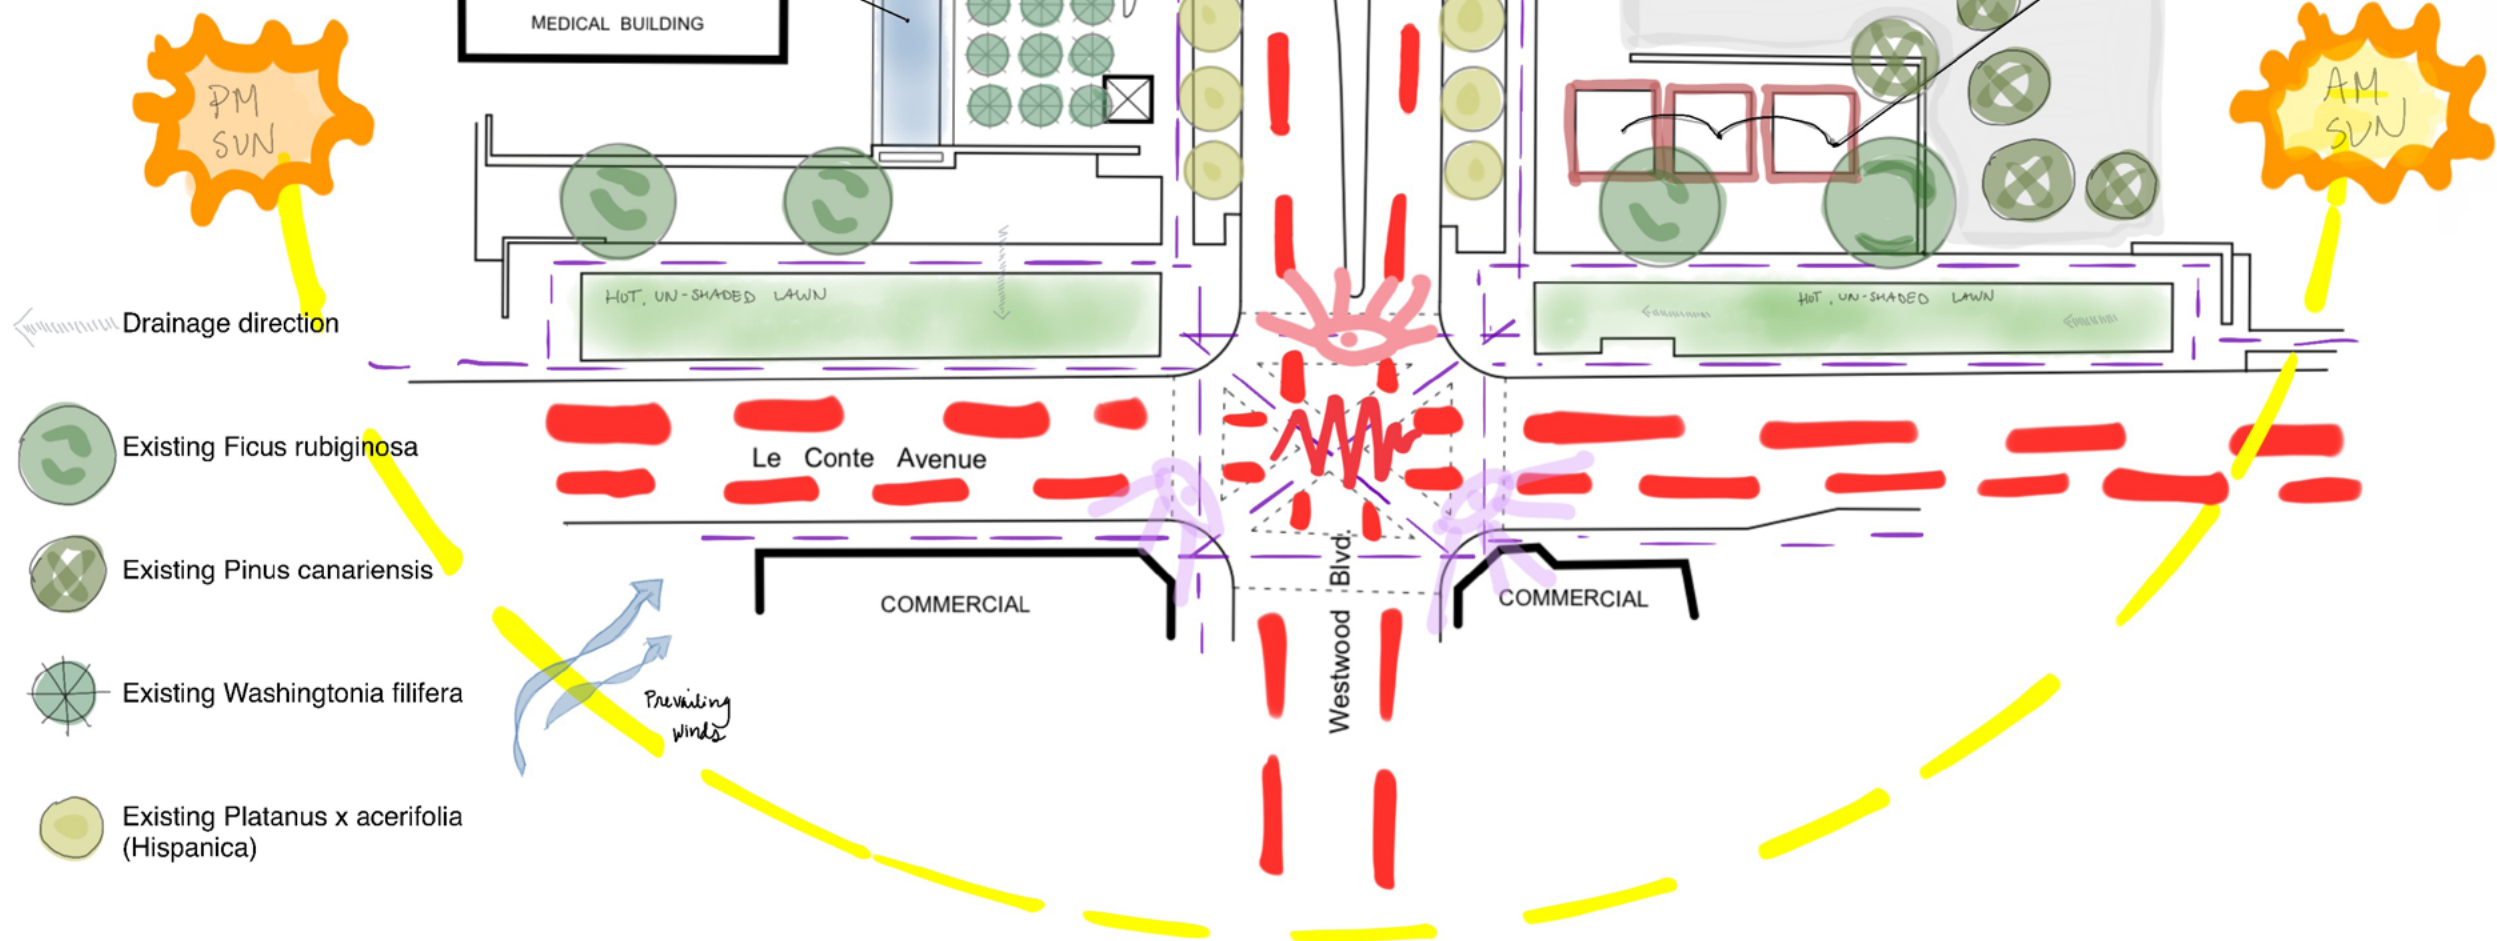 MEDICAL BUILDING
PM
SUN
AM
SUN
HOT, UN-SHADED LAWN
HOT, UN-SHADED LAWN
Drainage direction
Existing Ficus rubiginosa
Le Conte Avenue
Existing Pinus canariensis
COMMERCIAL
COMMERCIAL
Westwood Blvd.
Existing Washingtonia filifera
Prevailing
Winds
Existing Platanus x acerifolia
(Hispanica)